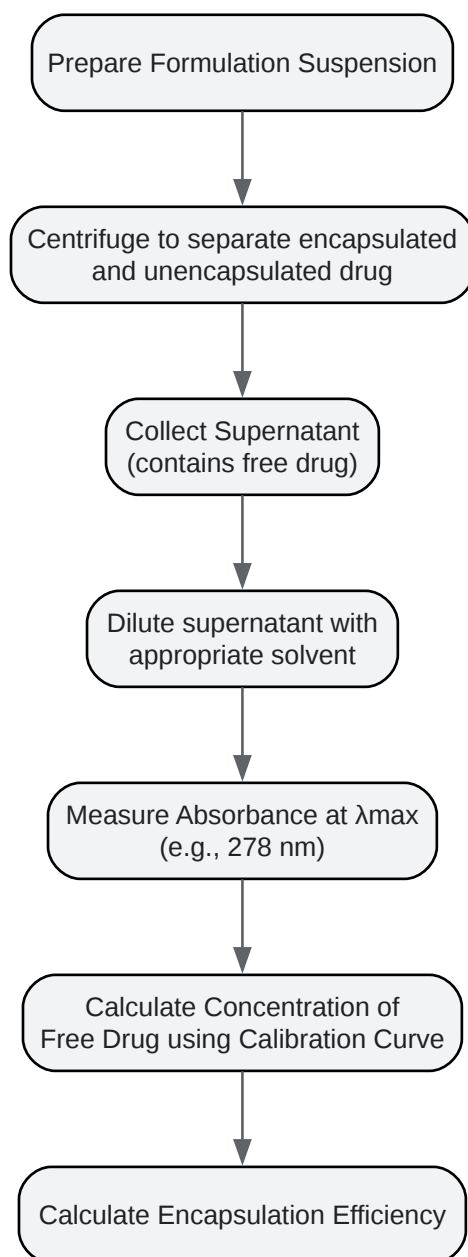 Prepare Formulation Suspension
Centrifuge to separate encapsulated
and unencapsulated drug
Collect Supernatant
(contains free drug)
Dilute supernatant with
appropriate solvent
Measure Absorbance at λmax
(e.g., 278 nm)
Calculate Concentration of
Free Drug using Calibration Curve
Calculate Encapsulation Efficiency